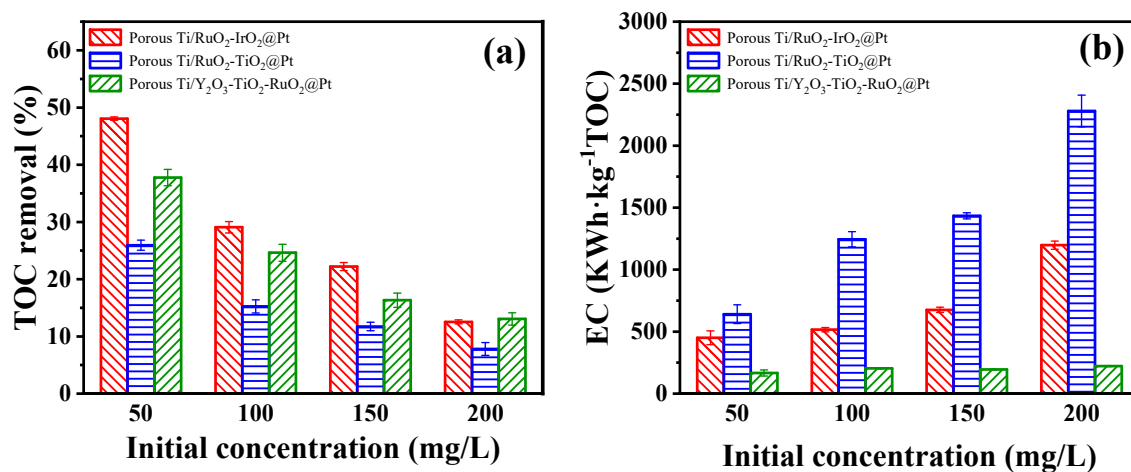 (a)
Porous Ti/RuO₂-IrO₂@Pt
Porous Ti/RuO₂-TiO₂@Pt
Porous Ti/Y₂O₃-TiO₂-RuO₂@Pt
TOC removal (%)
60
50
40
30
20
10
0
50 100 150 200
Initial concentration (mg/L)
(b)
Porous Ti/RuO₂-IrO₂@Pt
Porous Ti/RuO₂-TiO₂@Pt
Porous Ti/Y₂O₃-TiO₂-RuO₂@Pt
EC (KWh·kg⁻¹TOC)
3000
2500
2000
1500
1000
500
0
50 100 150 200
Initial concentration (mg/L)